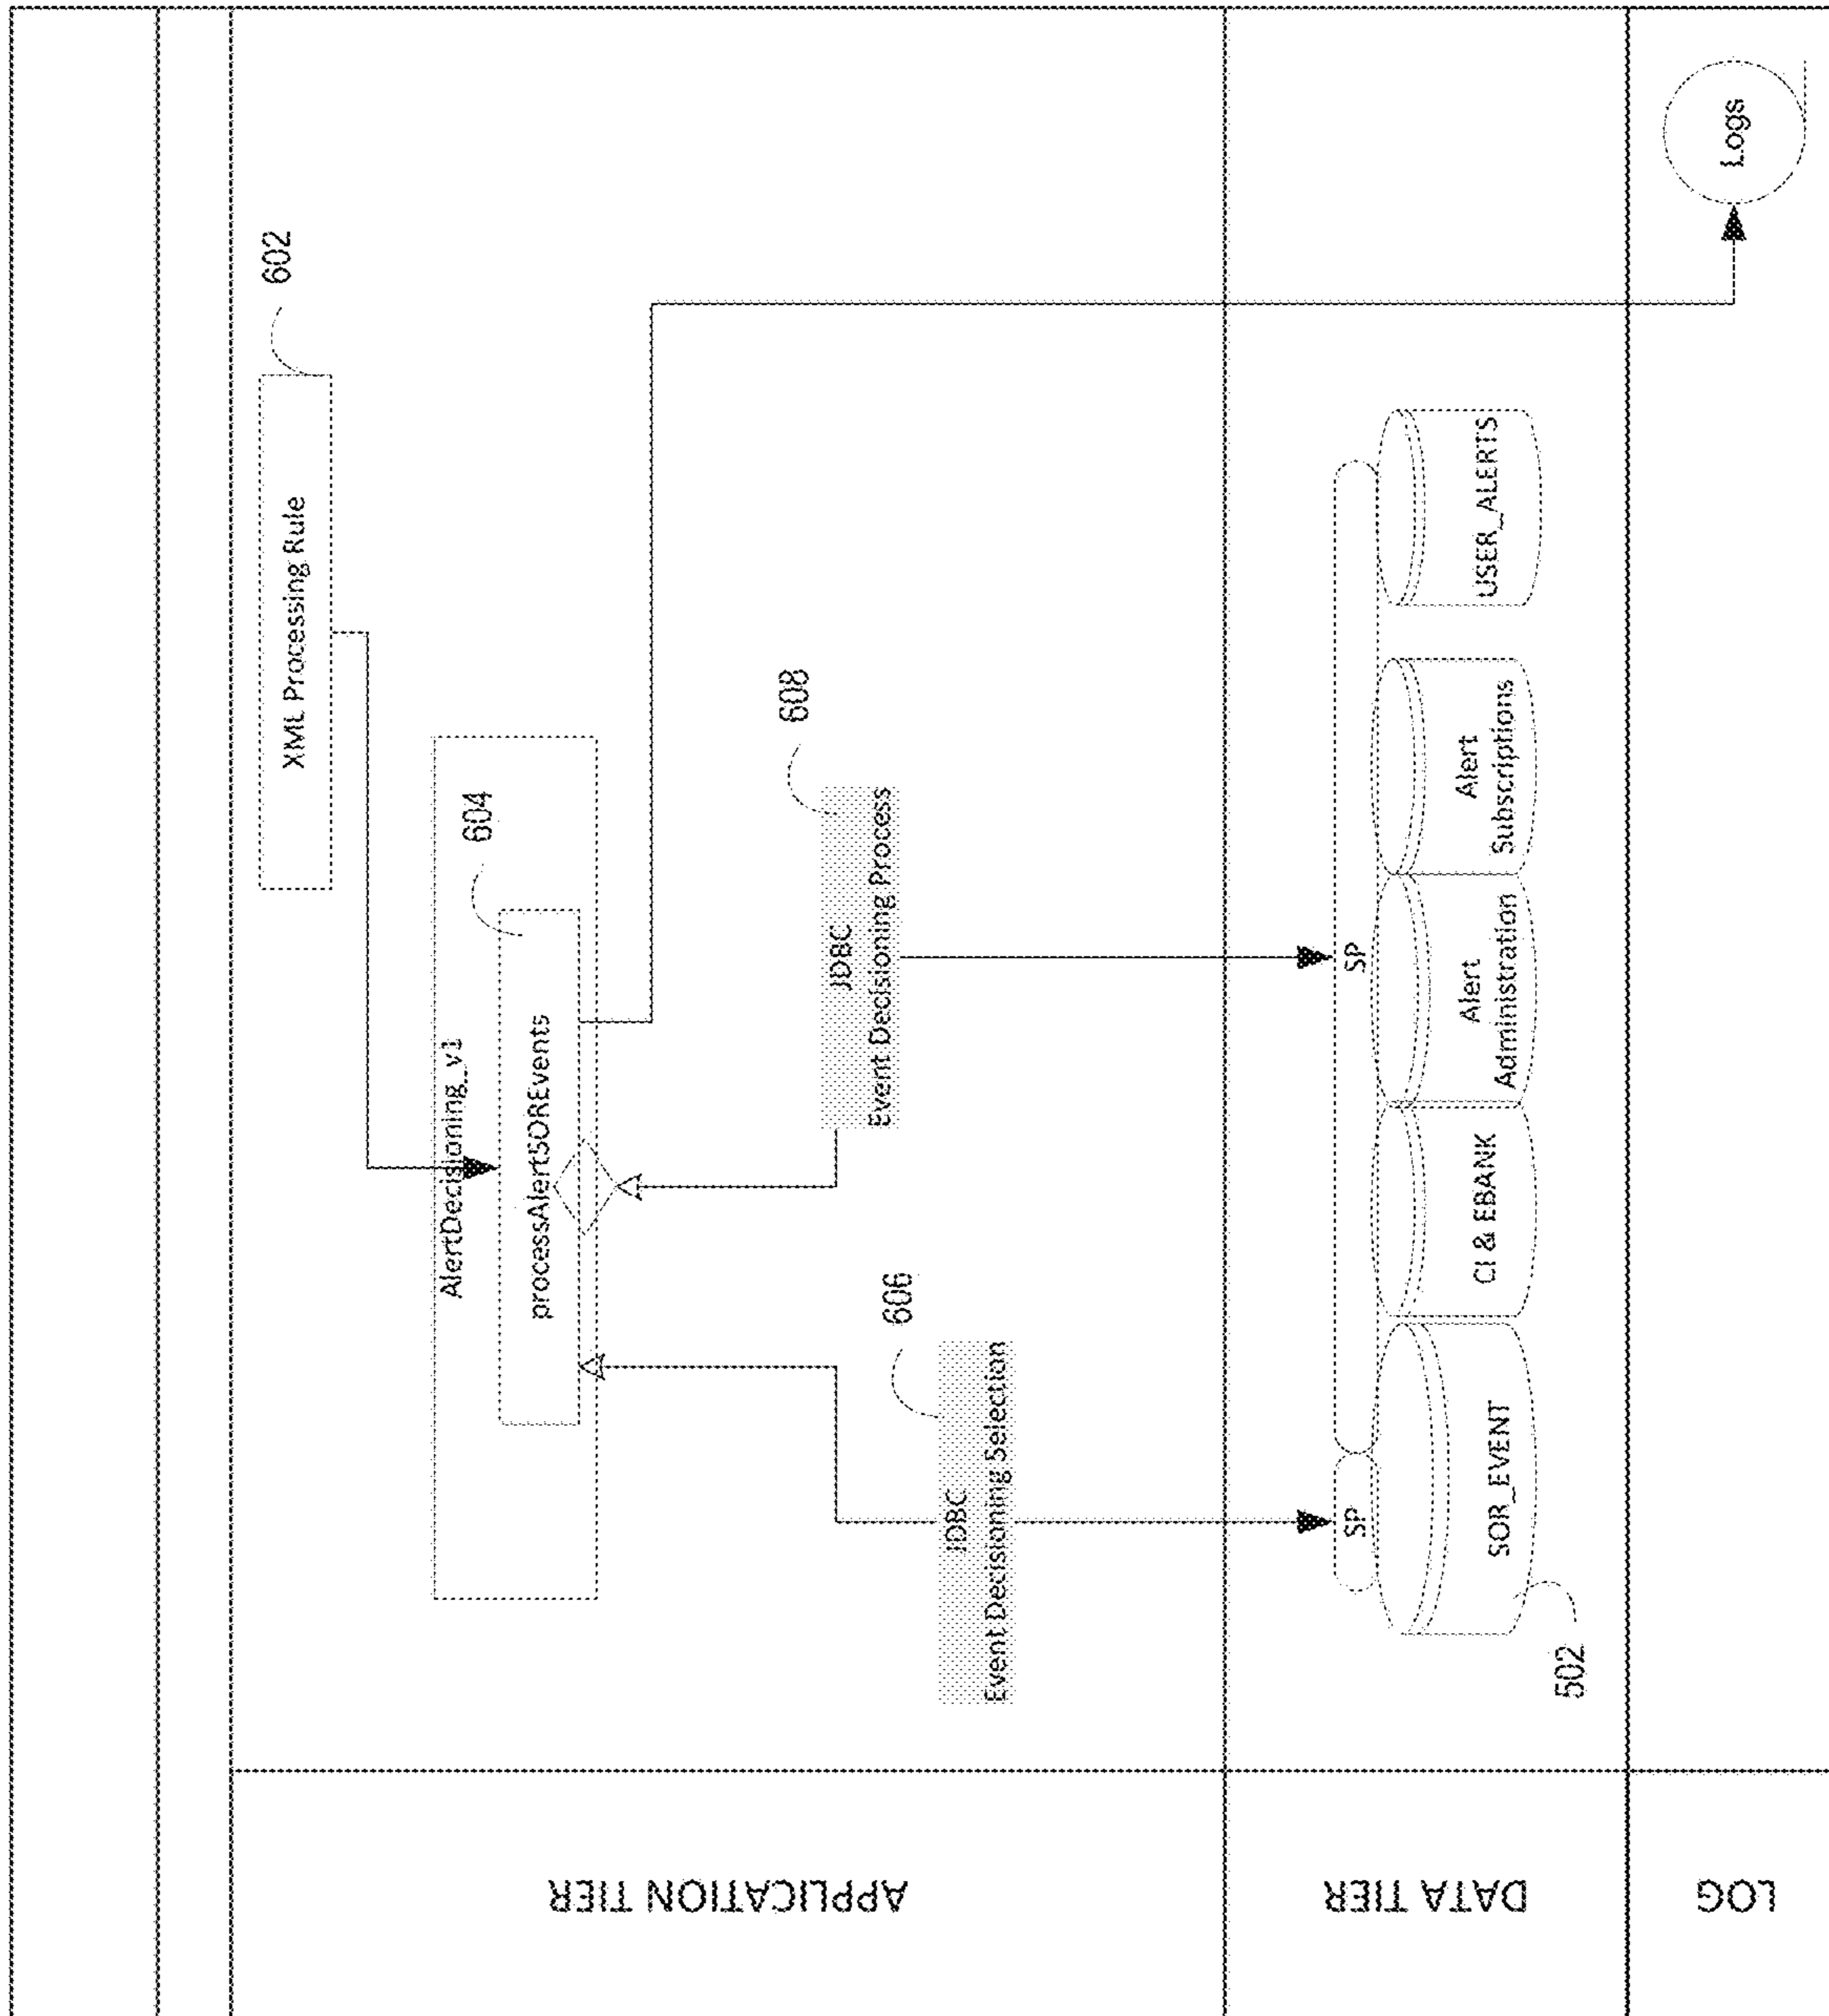 602
XML Processing Rule
AlertDecisioning_v1
604
processAlertSOREvents
608
JDBC
Event Decisioning Process
606
JDBC
Event Decisioning Selection
APPLICATION TIER
SP
SP
SOR_EVENT
CI & EBANK
Alert
Administration
Alert
Subscriptions
USER_ALERTS
502
DATA TIER
Logs
LOG